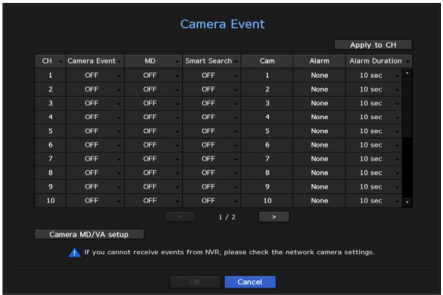 Camera Event
Apply to CH
CH Camera Event MD Smart Search Cam Alarm Alarm Duration
1 OFF OFF OFF 1 None 10 sec
2 OFF OFF OFF 2 None 10 sec
3 OFF OFF OFF 3 None 10 sec
4 OFF OFF OFF 4 None 10 sec
5 OFF OFF OFF 5 None 10 sec
6 OFF OFF OFF 6 None 10 sec
7 OFF OFF OFF 7 None 10 sec
8 OFF OFF OFF 8 None 10 sec
9 OFF OFF OFF 9 None 10 sec
10 OFF OFF OFF 10 None 10 sec
< 1 / 2 >
Camera MD/VA setup
If you cannot receive events from NVR, please check the network camera settings.
OK Cancel